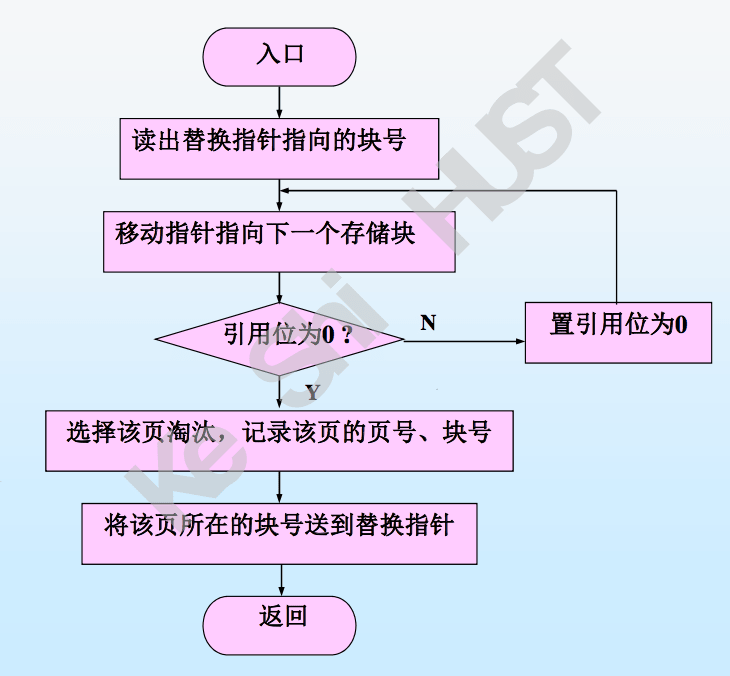 入口
读出替换指针指向的块号
移动指针指向下一个存储块
引用位为0？
N
置引用位为0
Y
选择该页淘汰，记录该页的页号、块号
将该页所在的块号送到替换指针
返回
Ke Shi HUST